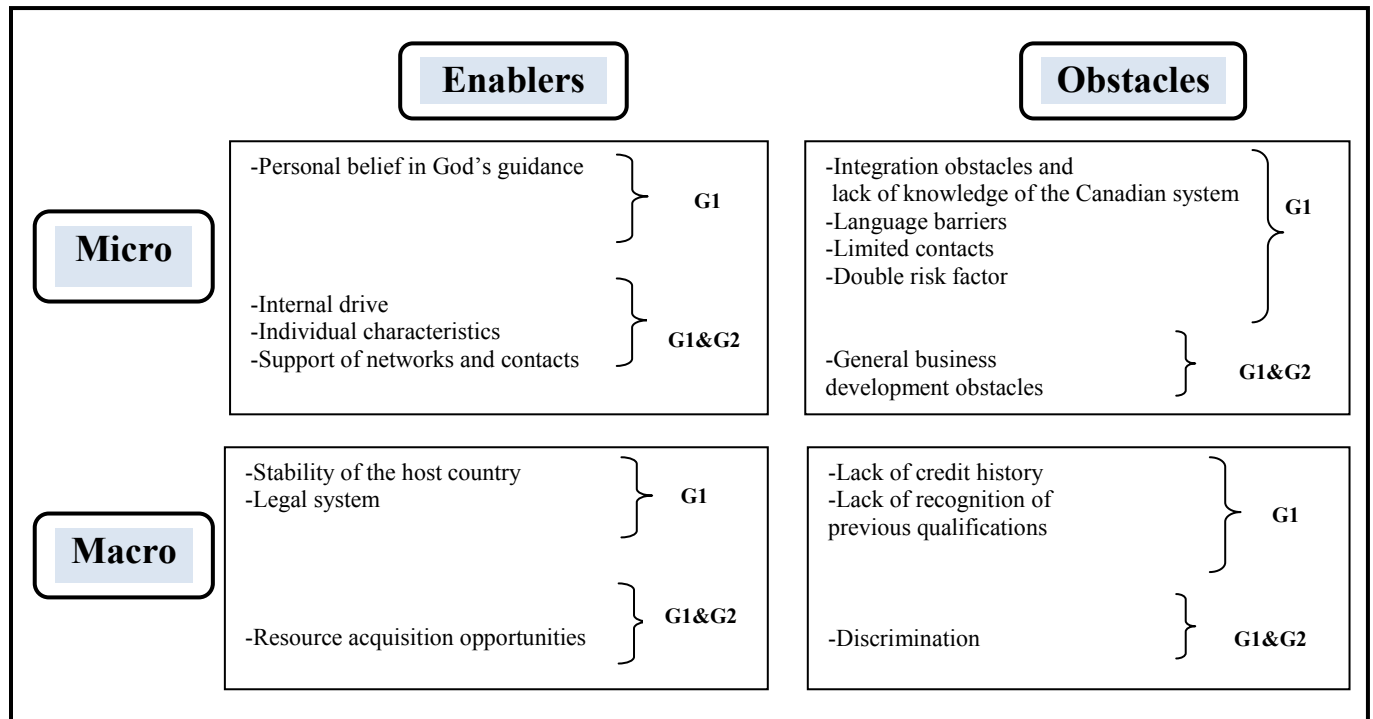 Enablers
Obstacles
Micro
-Personal belief in God’s guidance
G1
-Internal drive
-Individual characteristics
-Support of networks and contacts
G1&G2
-Integration obstacles and
lack of knowledge of the Canadian system
-Language barriers
-Limited contacts
-Double risk factor
G1
-General business
development obstacles
G1&G2
Macro
-Stability of the host country
-Legal system
G1
-Resource acquisition opportunities
G1&G2
-Lack of credit history
-Lack of recognition of
previous qualifications
G1
-Discrimination
G1&G2